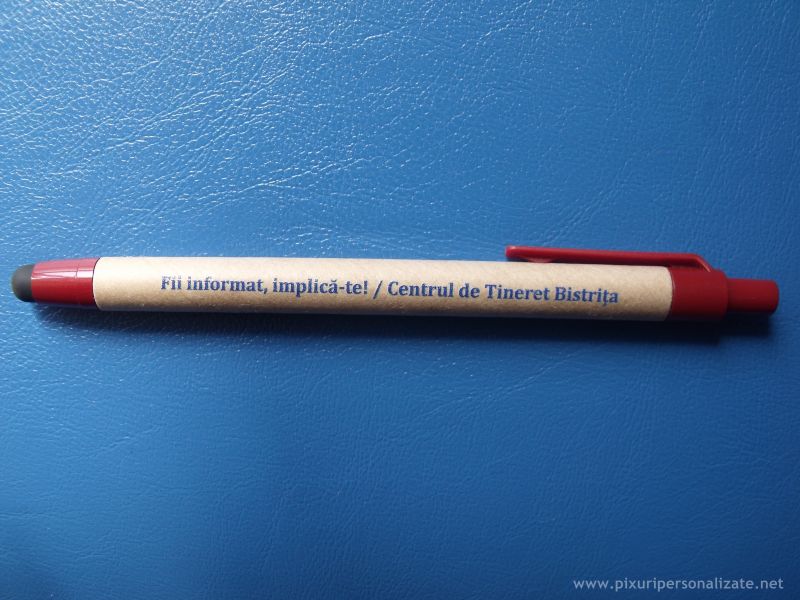 Fii informat, implică-te! / Centrul de Tineret Bistrița
www.pixuripersonalizate.net